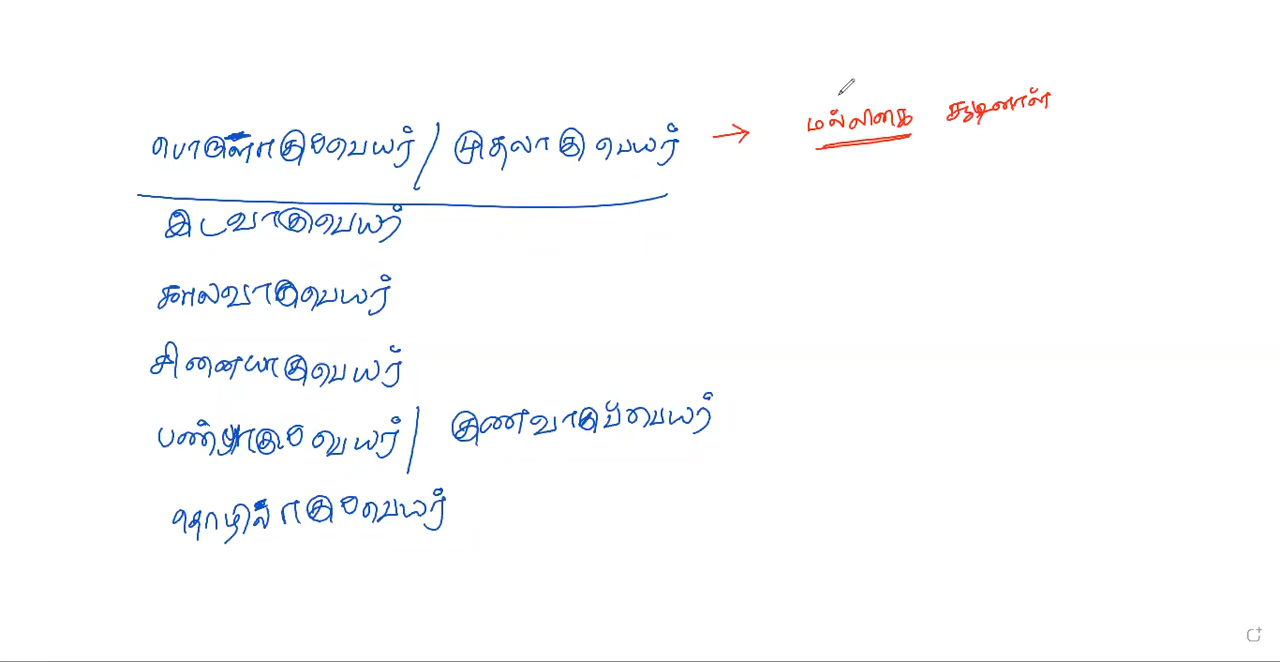 பொருளாகுபெயர் / முதலாகு பெயர் → மல்லிகை சூடினாள்
இடவாகுபெயர்
காலவாகுபெயர்
சினையாகுபெயர்
பண்பாகு பெயர் / குணவாகுப்பெயர்
தொழிலாகுபெயர்